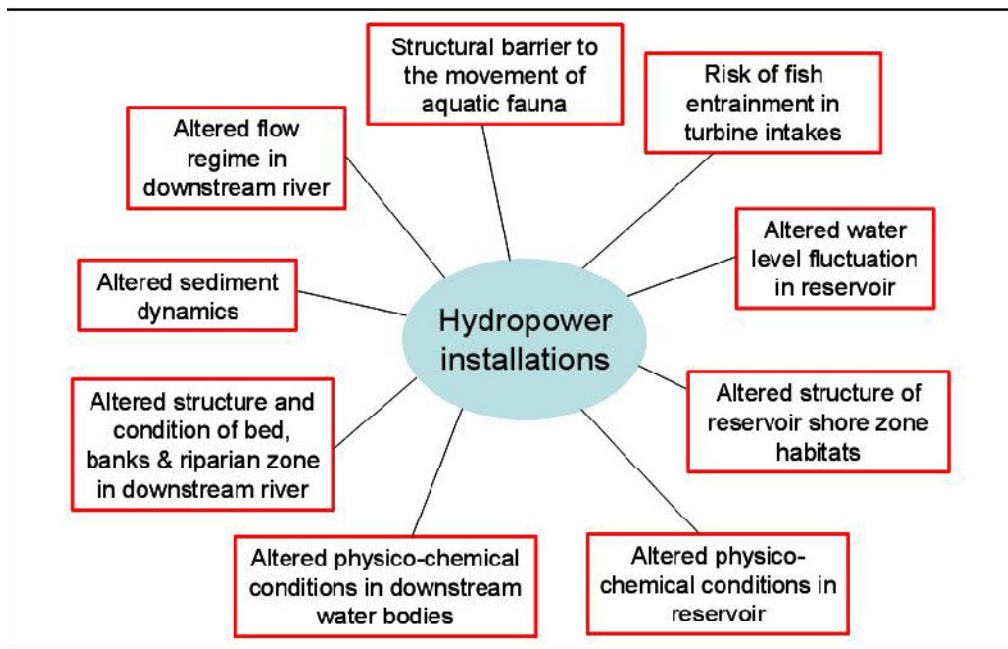 Structural barrier to
the movement of
aquatic fauna
Risk of fish
entrainment in
turbine intakes
Altered flow
regime in
downstream river
Altered water
level fluctuation
in reservoir
Altered sediment
dynamics
Hydropower
installations
Altered structure of
reservoir shore zone
habitats
Altered structure and
condition of bed,
banks & riparian zone
in downstream river
Altered physico-chemical
conditions in downstream
water bodies
Altered physico-
chemical conditions in
reservoir